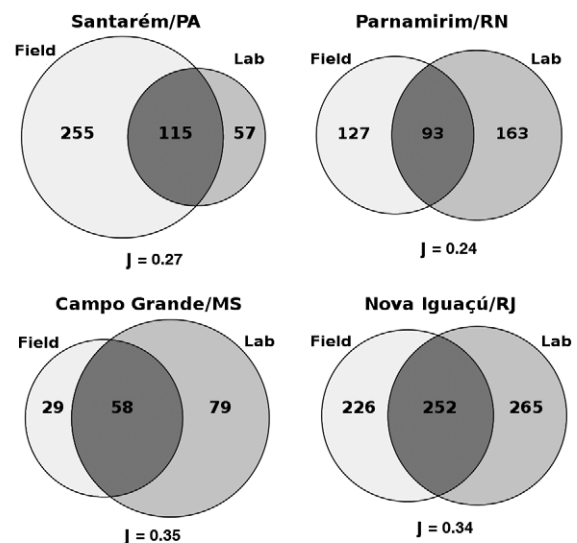 Santarém/PA
Field
Lab
255
115
57
J = 0.27
Parnamirim/RN
Field
Lab
127
93
163
J = 0.24
Campo Grande/MS
Field
Lab
29
58
79
J = 0.35
Nova Iguaçú/RJ
Field
Lab
226
252
265
J = 0.34